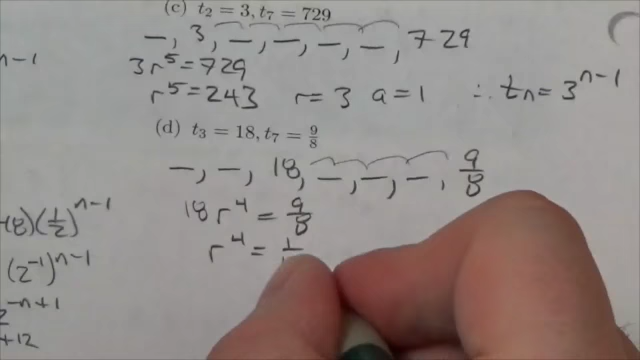 (c) t₂ = 3, t₇ = 729
_, 3, _, _, _, _, 729
3r⁵ = 729
r⁵ = 243 r = 3 a = 1 ∴ tₙ = 3ⁿ⁻¹
(d) t₃ = 18, t₇ = 9/8
_, _, 18, _, _, _, 9/8
18r⁴ = 9/8
r⁴ = 1/
n-1
8)(1/2)ⁿ⁻¹
(2⁻¹)ⁿ⁻¹
2⁻ⁿ⁺¹
+12